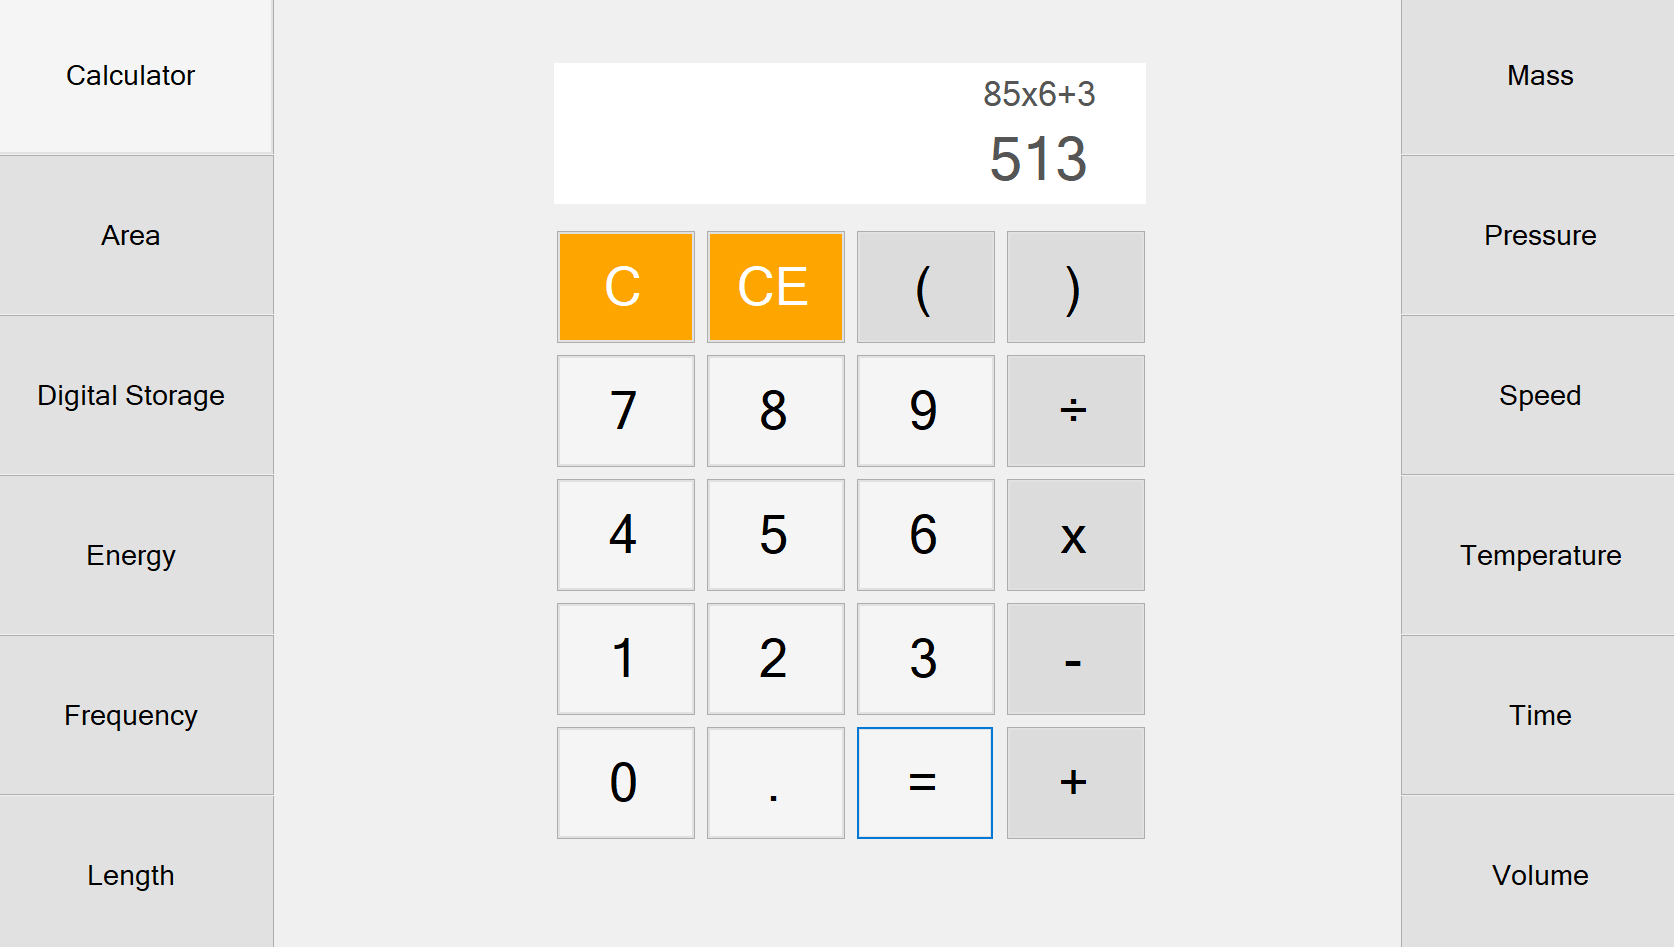 Calculator
Area
Digital Storage
Energy
Frequency
Length
85x6+3
513
C CE ( )
7 8 9 ÷
4 5 6 x
1 2 3 -
0 . = +
Mass
Pressure
Speed
Temperature
Time
Volume